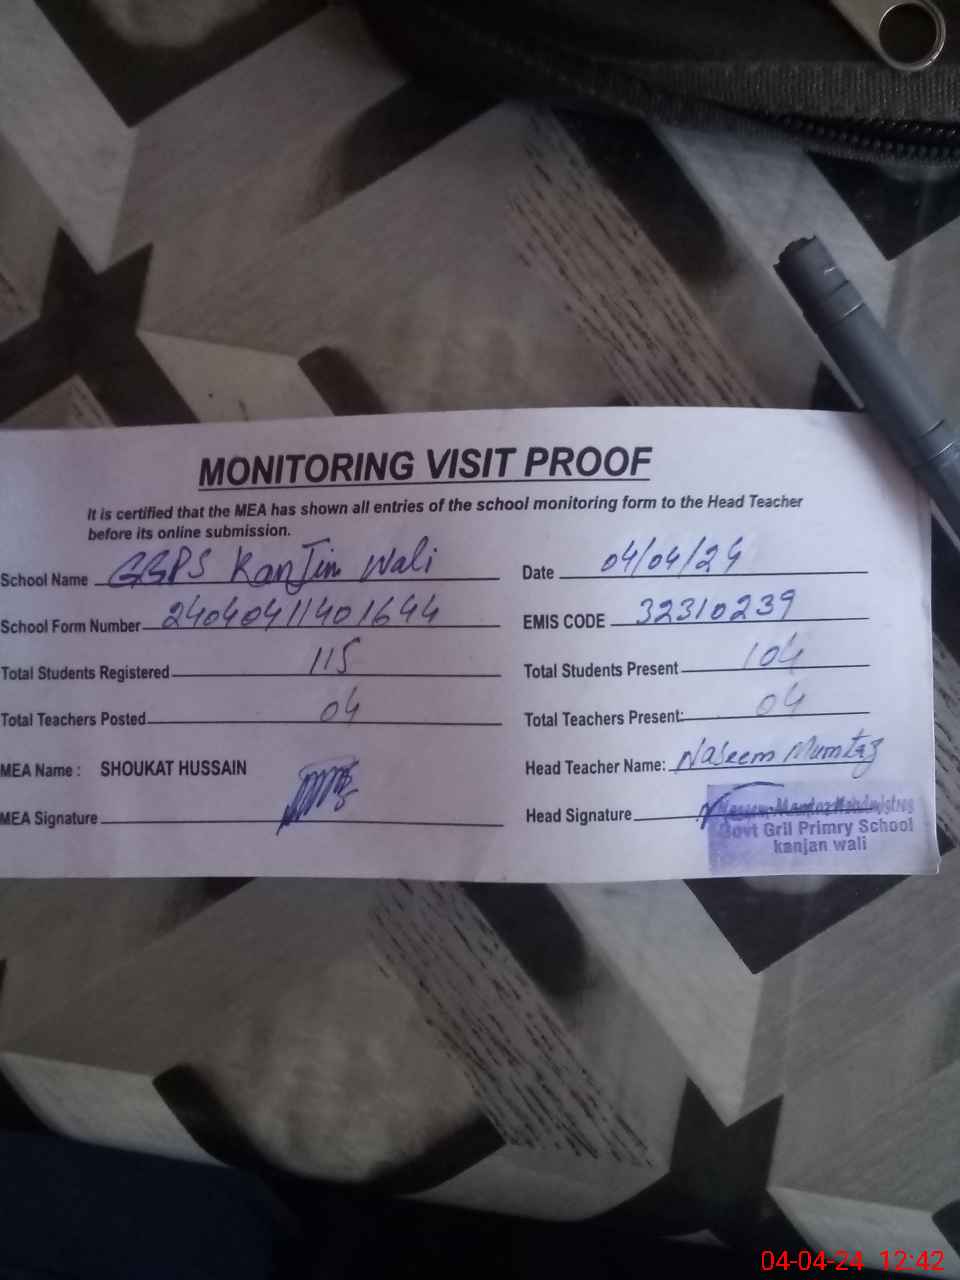 MONITORING VISIT PROOF
It is certified that the MEA has shown all entries of the school monitoring form to the Head Teacher
before its online submission.
School Name GGPS Kanjin Wali Date 04/04/24
School Form Number 24040411401644 EMIS CODE 32310239
Total Students Registered 115 Total Students Present 104
Total Teachers Posted 04 Total Teachers Present: 04
MEA Name : SHOUKAT HUSSAIN Head Teacher Name: Naseem Mumtaz
MEA Signature Head Signature
Govt Gril Primry School
kanjan wali
04-04-24 12:42